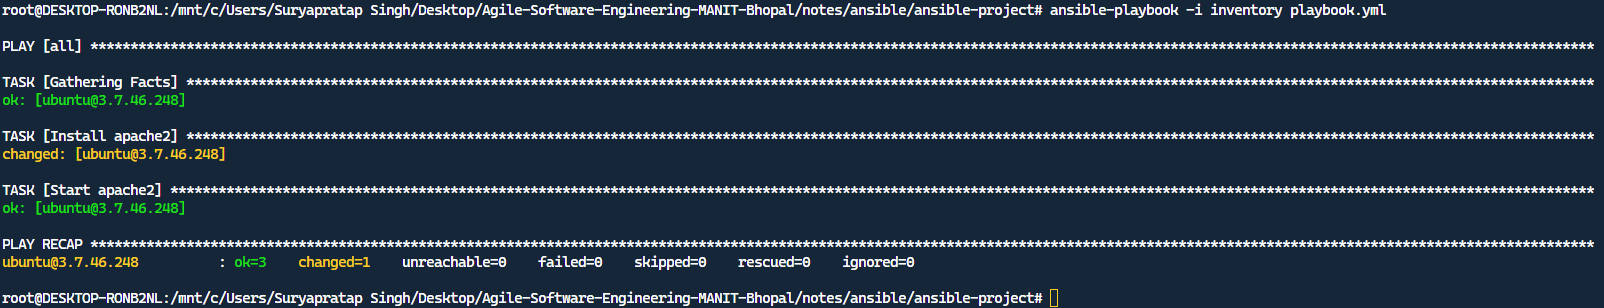 root@DESKTOP-RONB2NL:/mnt/c/Users/Suryapratap Singh/Desktop/Agile-Software-Engineering-MANIT-Bhopal/notes/ansible/ansible-project# ansible-playbook -i inventory playbook.yml
PLAY [all] ********************************************************************************************************************************************************************************************
TASK [Gathering Facts] ********************************************************************************************************************************************************************************
ok: [ubuntu@3.7.46.248]
TASK [Install apache2] ********************************************************************************************************************************************************************************
changed: [ubuntu@3.7.46.248]
TASK [Start apache2] **********************************************************************************************************************************************************************************
ok: [ubuntu@3.7.46.248]
PLAY RECAP ********************************************************************************************************************************************************************************************
ubuntu@3.7.46.248          : ok=3    changed=1    unreachable=0    failed=0    skipped=0    rescued=0    ignored=0
root@DESKTOP-RONB2NL:/mnt/c/Users/Suryapratap Singh/Desktop/Agile-Software-Engineering-MANIT-Bhopal/notes/ansible/ansible-project#